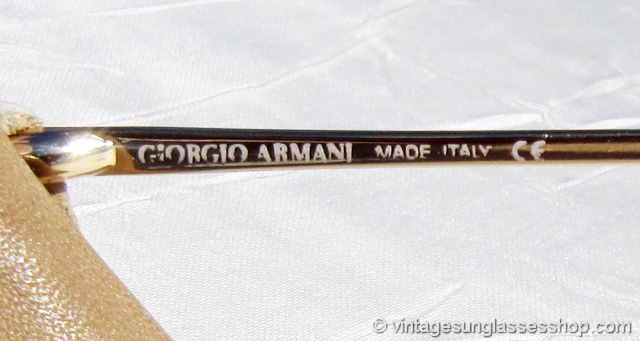 GIORGIO ARMANI MADE ITALY CE
© vintagesunglassesshop.com